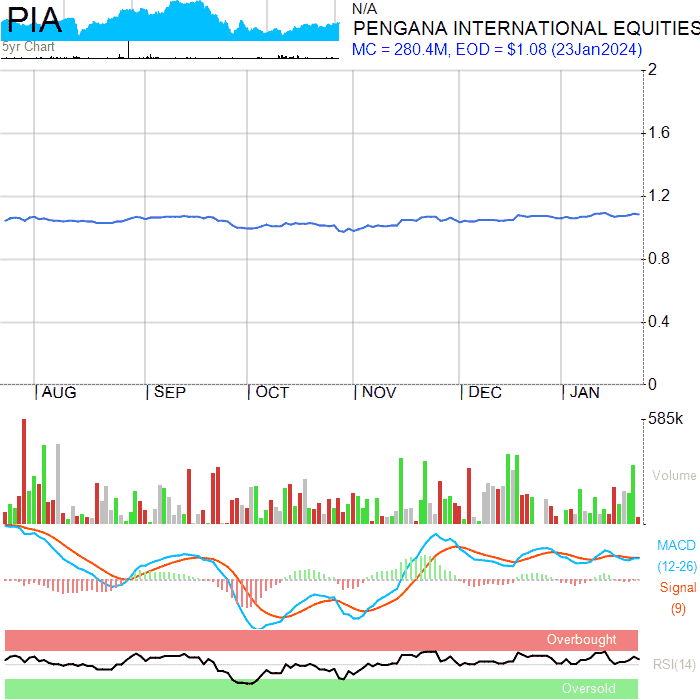 PIA
5yr Chart
N/A
PENGANA INTERNATIONAL EQUITIES
MC = 280.4M, EOD = $1.08 (23Jan2024)
2
1.6
1.2
0.8
0.4
0
AUG SEP OCT NOV DEC JAN
585k
Volume
MACD
(12-26)
Signal
(9)
Overbought
RSI(14)
Oversold